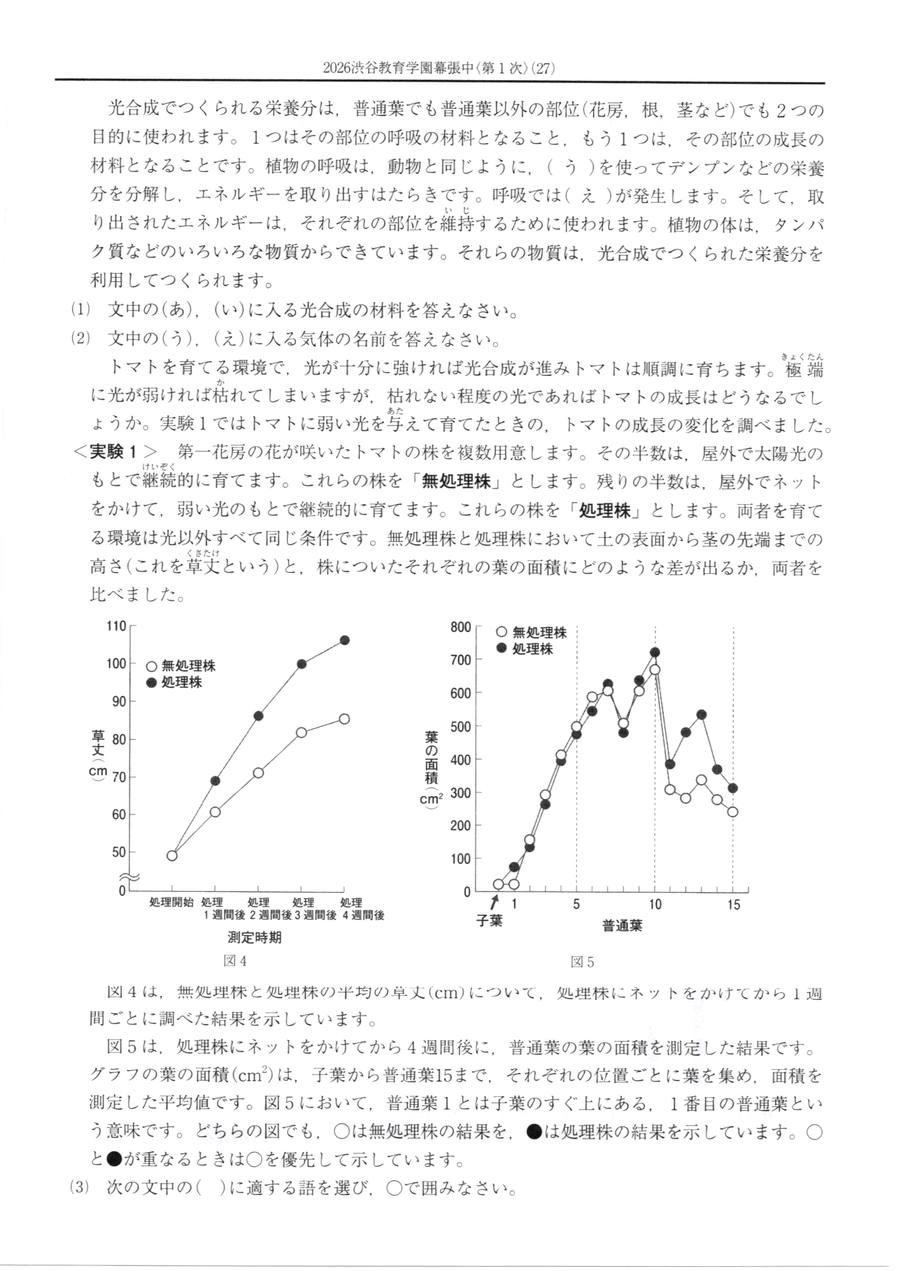 2026渋谷教育学園幕張中〈第1次〉(27)
光合成でつくられる栄養分は，普通葉でも普通葉以外の部位(花房，根，茎など)でも2つの
目的に使われます。1つはその部位の呼吸の材料となること，もう1つは，その部位の成長の
材料となることです。植物の呼吸は，動物と同じように，( う )を使ってデンプンなどの栄養
分を分解し，エネルギーを取り出すはたらきです。呼吸では( え )が発生します。そして，取
り出されたエネルギーは，それぞれの部位を維持するために使われます。植物の体は，タンパ
ク質などのいろいろな物質からできています。それらの物質は，光合成でつくられた栄養分を
利用してつくられます。
(1) 文中の(あ)，(い)に入る光合成の材料を答えなさい。
(2) 文中の(う)，(え)に入る気体の名前を答えなさい。
トマトを育てる環境で，光が十分に強ければ光合成が進みトマトは順調に育ちます。極端
に光が弱ければ枯れてしまいますが，枯れない程度の光であればトマトの成長はどうなるでし
ょうか。実験1ではトマトに弱い光を与えて育てたときの，トマトの成長の変化を調べました。
＜実験1＞ 第一花房の花が咲いたトマトの株を複数用意します。その半数は，屋外で太陽光の
もとで継続的に育てます。これらの株を「無処理株」とします。残りの半数は，屋外でネット
をかけて，弱い光のもとで継続的に育てます。これらの株を「処理株」とします。両者を育て
る環境は光以外すべて同じ条件です。無処理株と処理株において土の表面から茎の先端までの
高さ(これを草丈という)と，株についたそれぞれの葉の面積にどのような差が出るか，両者を
比べました。
110
100
90
80
70
60
50
0
草丈(cm)
○ 無処理株
● 処理株
処理開始 処理1週間後 処理2週間後 処理3週間後 処理4週間後
測定時期
図4
800
700
600
500
400
300
200
100
0
葉の面積(cm²)
○ 無処理株
● 処理株
子葉 1 5 10 15
普通葉
図5
図4は，無処理株と処理株の平均の草丈(cm)について，処理株にネットをかけてから1週
間ごとに調べた結果を示しています。
図5は，処理株にネットをかけてから4週間後に，普通葉の葉の面積を測定した結果です。
グラフの葉の面積(cm²)は，子葉から普通葉15まで，それぞれの位置ごとに葉を集め，面積を
測定した平均値です。図5において，普通葉1とは子葉のすぐ上にある，1番目の普通葉とい
う意味です。どちらの図でも，○は無処理株の結果を，●は処理株の結果を示しています。○
と●が重なるときは○を優先して示しています。
(3) 次の文中の( )に適する語を選び，○で囲みなさい。